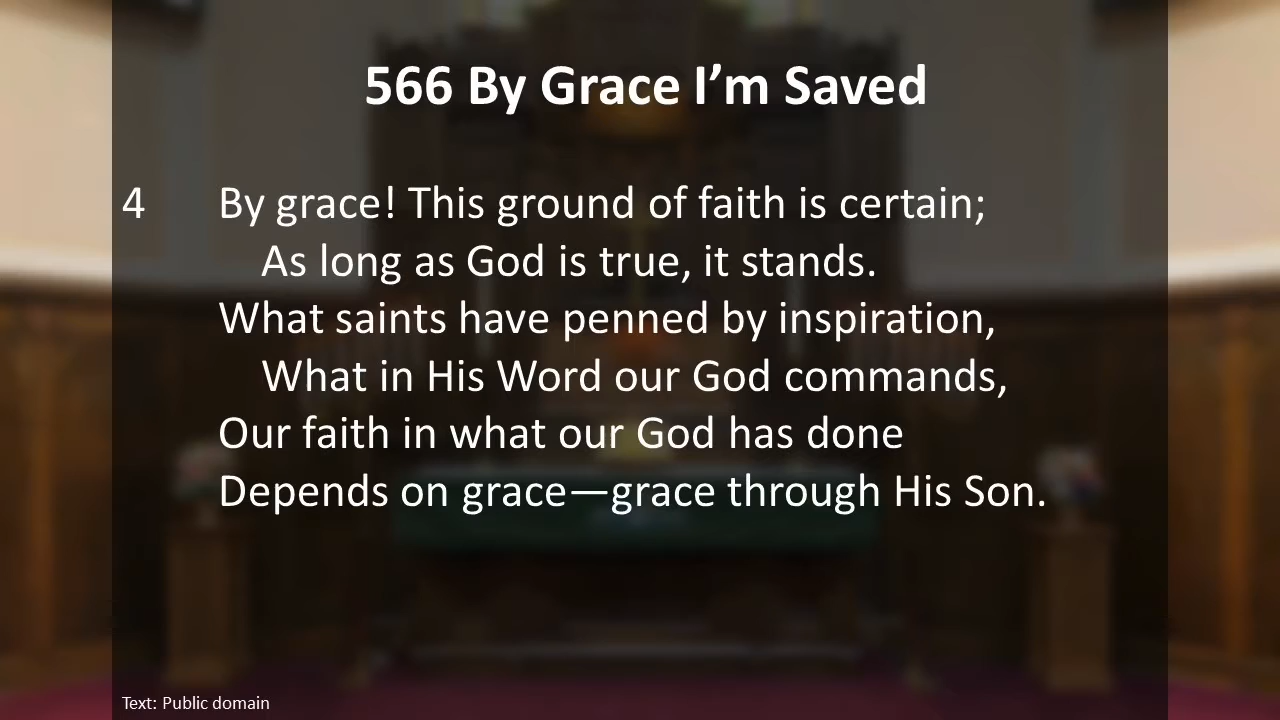 566 By Grace I’m Saved
4 By grace! This ground of faith is certain;
As long as God is true, it stands.
What saints have penned by inspiration,
What in His Word our God commands,
Our faith in what our God has done
Depends on grace—grace through His Son.
Text: Public domain